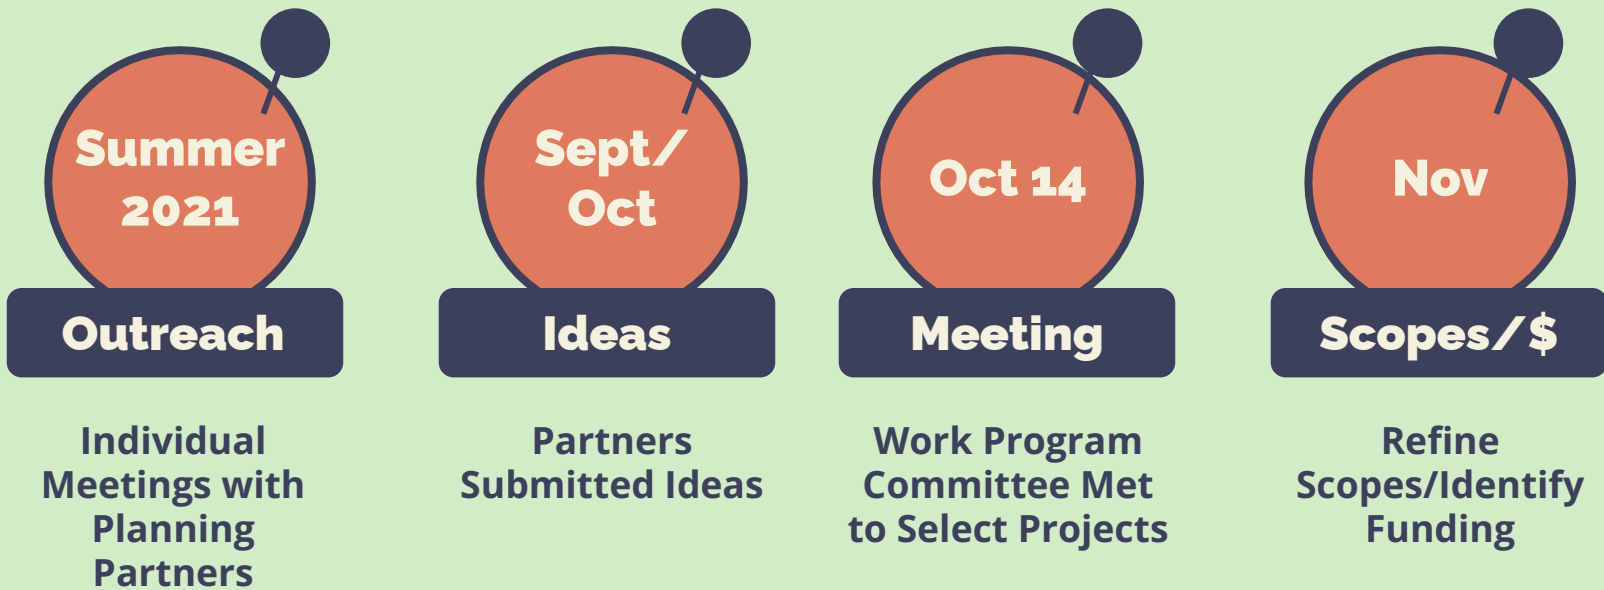 Summer
2021
Outreach
Individual
Meetings with
Planning
Partners
Sept/
Oct
Ideas
Partners
Submitted Ideas
Oct 14
Meeting
Work Program
Committee Met
to Select Projects
Nov
Scopes/$
Refine
Scopes/Identify
Funding